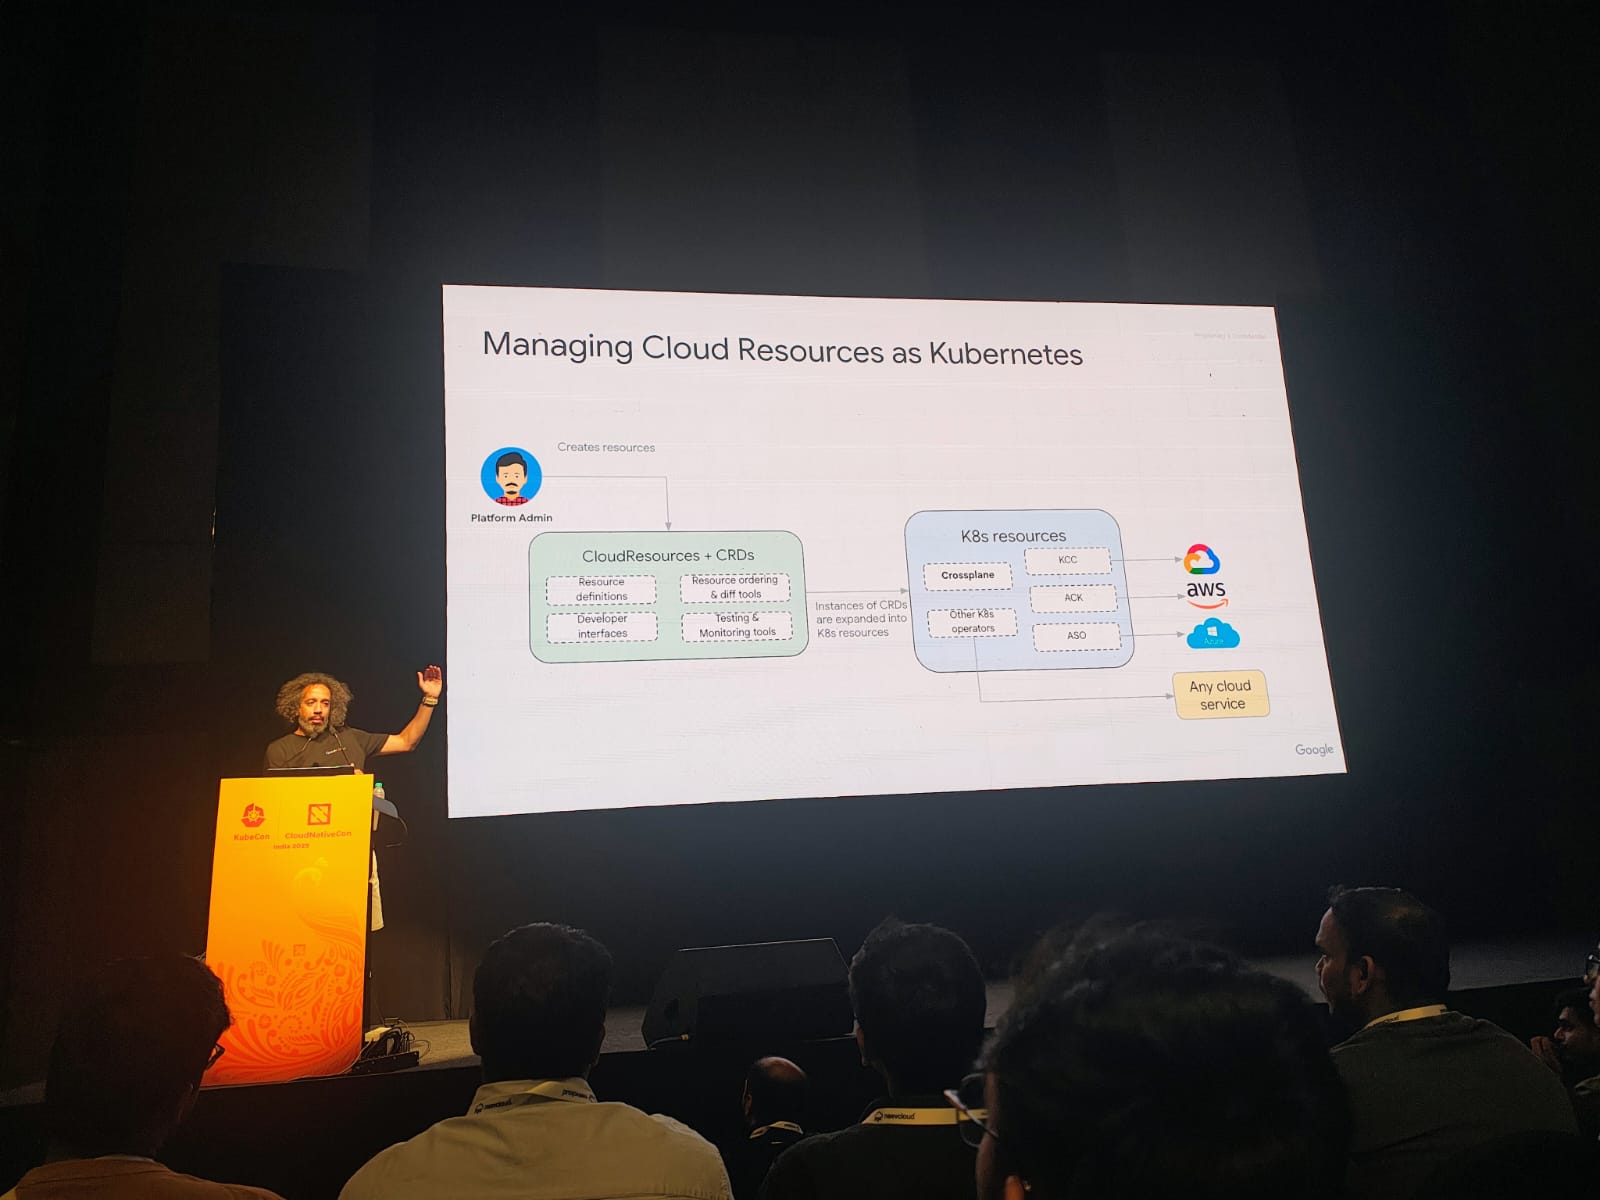 Managing Cloud Resources as Kubernetes
Proprietary & Confidential
Creates resources
Platform Admin
CloudResources + CRDs
Resource
definitions
Resource ordering
& diff tools
Developer
interfaces
Testing &
Monitoring tools
Instances of CRDs
are expanded into
K8s resources
K8s resources
Crossplane
Other K8s
operators
KCC
ACK
ASO
aws
Azure
Any cloud
service
Google
KubeCon
CloudNativeCon
India 2025
neevcloud
neevcloud